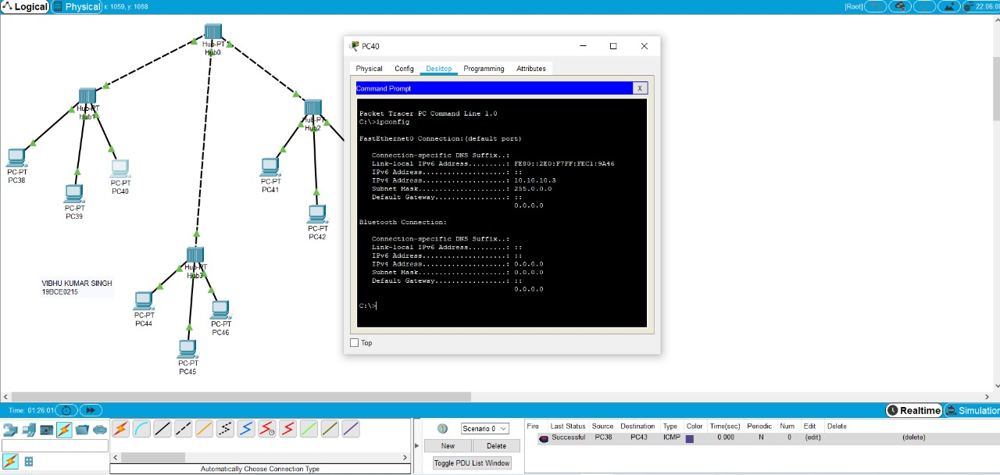 Logical Physical x: 1059, y: 1068 [Root] 22:06:00
Hub-PT
Hub0
Hub-PT
Hub1
Hub-PT
Hub2
PC-PT
PC38
PC-PT
PC39
PC-PT
PC40
PC-PT
PC41
PC-PT
PC42
Hub-PT
Hub3
VIBHU KUMAR SINGH
19BCE0215
PC-PT
PC44
PC-PT
PC46
PC-PT
PC45
PC40
Physical Config Desktop Programming Attributes
Command Prompt X
Packet Tracer PC Command Line 1.0
C:\>ipconfig
FastEthernet0 Connection:(default port)
Connection-specific DNS Suffix..:
Link-local IPv6 Address.........: FE80::2E0:F7FF:FEC1:9A46
IPv6 Address....................: ::
IPv4 Address....................: 10.10.10.3
Subnet Mask.....................: 255.0.0.0
Default Gateway.................: ::
0.0.0.0
Bluetooth Connection:
Connection-specific DNS Suffix..:
Link-local IPv6 Address.........: ::
IPv6 Address....................: ::
IPv4 Address....................: 0.0.0.0
Subnet Mask.....................: 0.0.0.0
Default Gateway.................: ::
0.0.0.0
C:\>
Top
Time: 01:26:01 Realtime Simulation
Scenario 0
New Delete
Toggle PDU List Window
Fire Last Status Source Destination Type Color Time(sec) Periodic Num Edit Delete
Successful PC38 PC43 ICMP 0.000 N 0 (edit) (delete)
Automatically Choose Connection Type